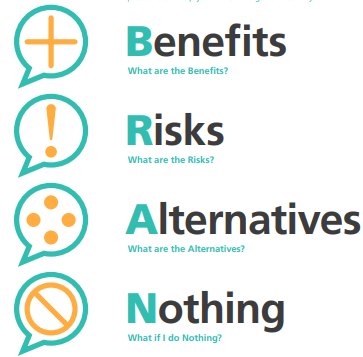 Benefits
What are the Benefits?
Risks
What are the Risks?
Alternatives
What are the Alternatives?
Nothing
What if I do Nothing?